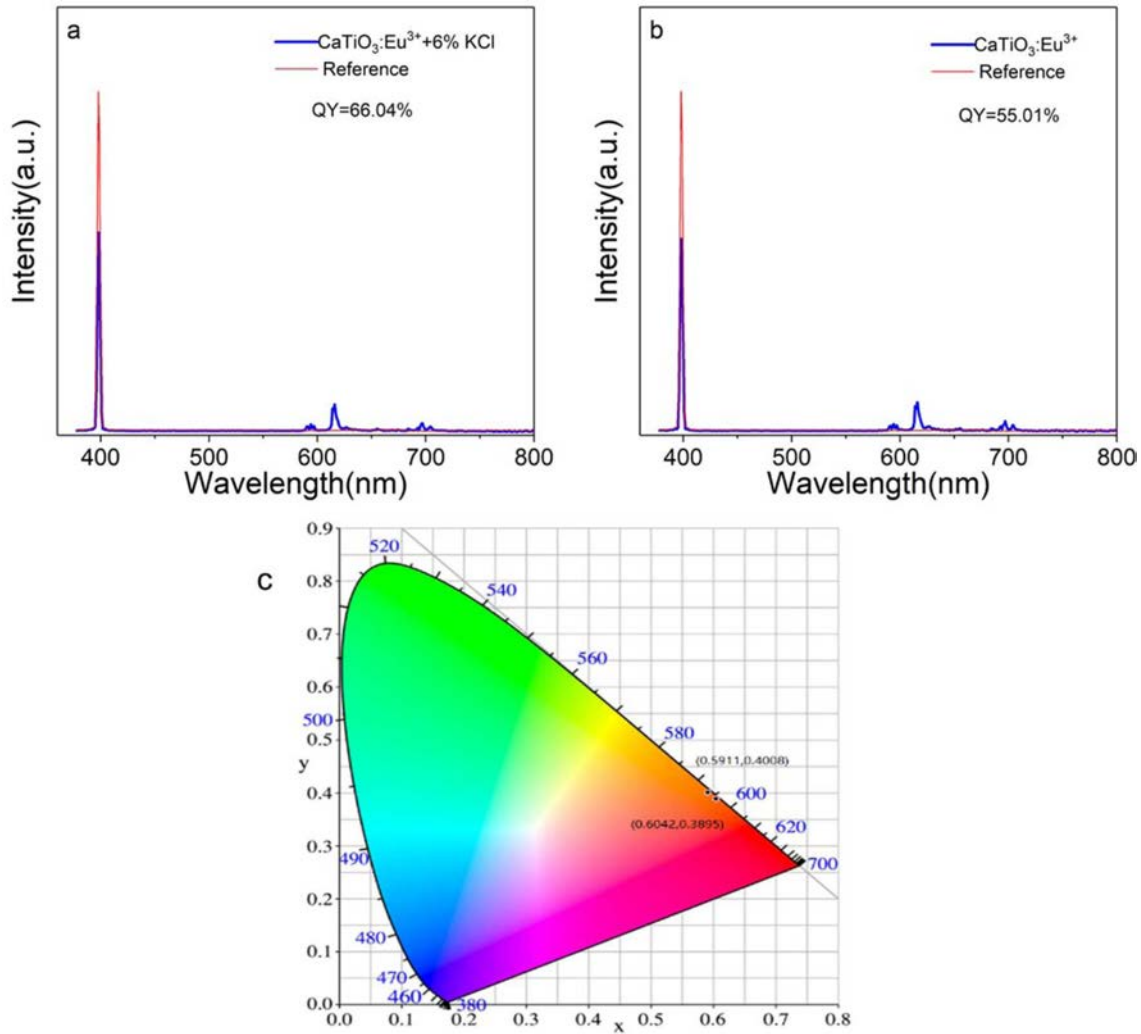 a
CaTiO₃:Eu³⁺+6% KCl
Reference
QY=66.04%
Intensity(a.u.)
400 500 600 700 800
Wavelength(nm)
b
CaTiO₃:Eu³⁺
Reference
QY=55.01%
Intensity(a.u.)
400 500 600 700 800
Wavelength(nm)
c
0.9
0.8
0.7
0.6
0.5
y
0.4
0.3
0.2
0.1
0.0
520
540
560
500
580
(0.5911,0.4008)
600
(0.6042,0.3895)
620
490
700
480
470
460
380
0.0 0.1 0.2 0.3 0.4 0.5 0.6 0.7 0.8
x